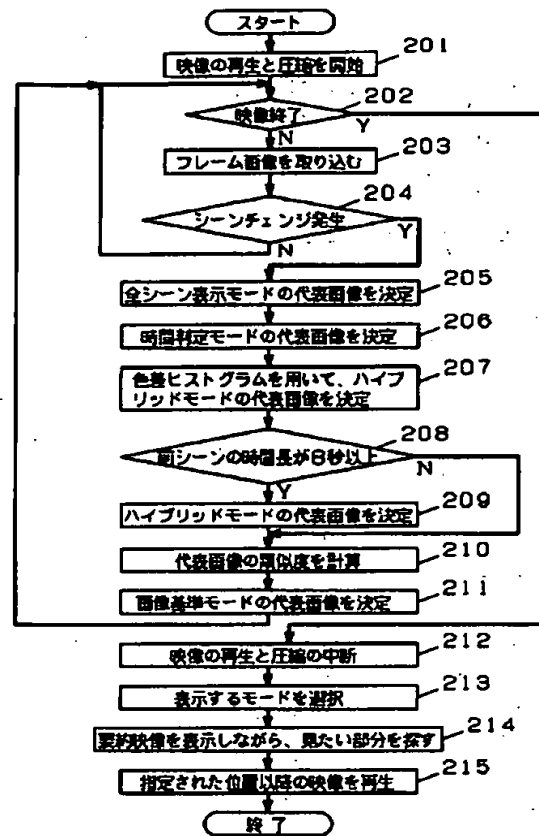 スタート
映像の再生と圧縮を開始
201
映像終了
202
Y
N
フレーム画像を取り込む
203
シーンチェンジ発生
204
Y
N
全シーン表示モードの代表画像を決定
205
時間判定モードの代表画像を決定
206
色差ヒストグラムを用いて、ハイブ
リッドモードの代表画像を決定
207
前シーンの時間長が8秒以上
208
N
Y
ハイブリッドモードの代表画像を決定
209
代表画像の類似度を計算
210
画像基準モードの代表画像を決定
211
映像の再生と圧縮の中断
212
表示するモードを選択
213
要約映像を表示しながら、見たい部分を探す
214
指定された位置以降の映像を再生
215
終了